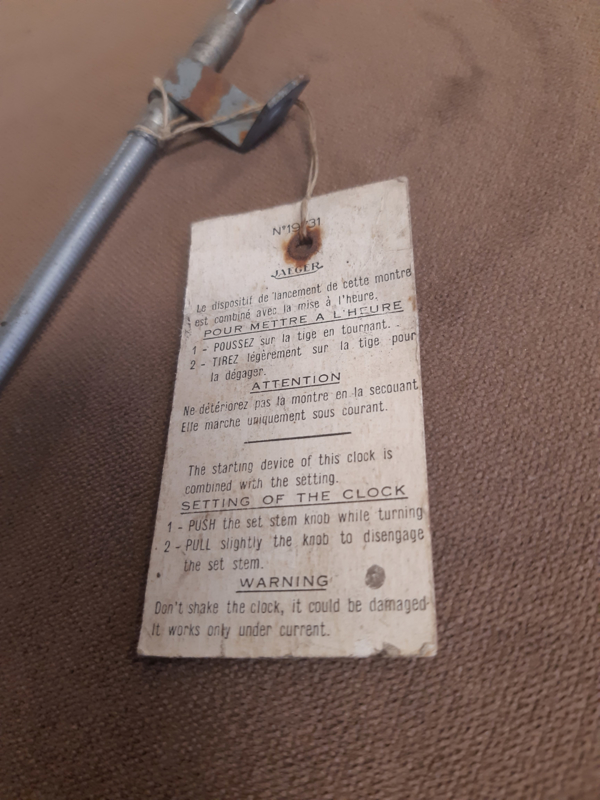 JAEGER
Le dispositif de lancement de cette montre
est combiné avec la mise à l'heure.
POUR METTRE A L'HEURE
1 - POUSSEZ sur la tige en tournant.
2 - TIREZ légèrement sur la tige pour
la dégager.
ATTENTION
Ne détériorez pas la montre en la secouant
Elle marche uniquement sous courant.
The starting device of this clock is
combined with the setting.
SETTING OF THE CLOCK
1 - PUSH the set stem knob while turning
2 - PULL slightly the knob to disengage
the set stem.
WARNING
Don't shake the clock, it could be damaged
It works only under current.